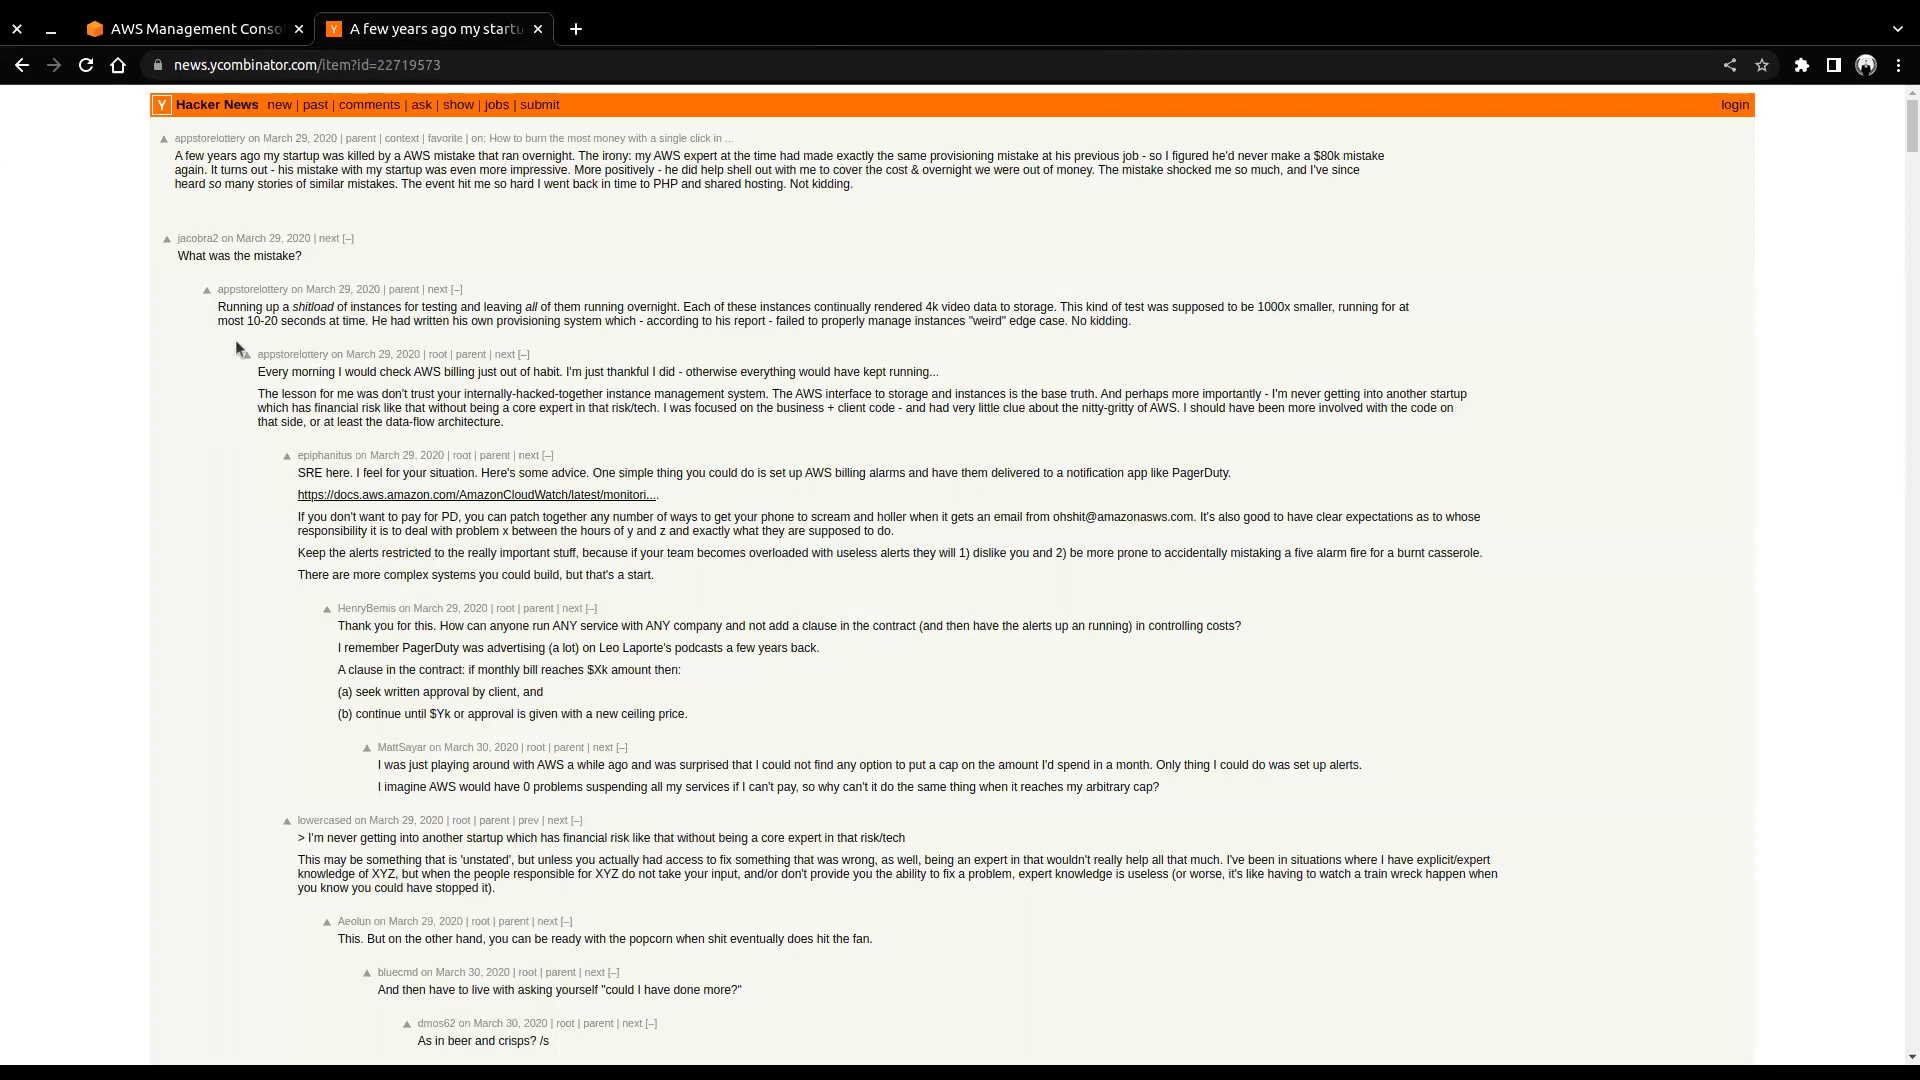 AWS Management Conso
A few years ago my startu
news.ycombinator.com/item?id=22719573
Y Hacker News new | past | comments | ask | show | jobs | submit login
appstorelottery on March 29, 2020 | parent | context | favorite | on: How to burn the most money with a single click in ...
A few years ago my startup was killed by a AWS mistake that ran overnight. The irony: my AWS expert at the time had made exactly the same provisioning mistake at his previous job - so I figured he'd never make a $80k mistake
again. It turns out - his mistake with my startup was even more impressive. More positively - he did help shell out with me to cover the cost & overnight we were out of money. The mistake shocked me so much, and I've since
heard so many stories of similar mistakes. The event hit me so hard I went back in time to PHP and shared hosting. Not kidding.
jacobra2 on March 29, 2020 | next [–]
What was the mistake?
appstorelottery on March 29, 2020 | parent | next [–]
Running up a shitload of instances for testing and leaving all of them running overnight. Each of these instances continually rendered 4k video data to storage. This kind of test was supposed to be 1000x smaller, running for at
most 10-20 seconds at time. He had written his own provisioning system which - according to his report - failed to properly manage instances "weird" edge case. No kidding.
appstorelottery on March 29, 2020 | root | parent | next [–]
Every morning I would check AWS billing just out of habit. I'm just thankful I did - otherwise everything would have kept running...
The lesson for me was don't trust your internally-hacked-together instance management system. The AWS interface to storage and instances is the base truth. And perhaps more importantly - I'm never getting into another startup
which has financial risk like that without being a core expert in that risk/tech. I was focused on the business + client code - and had very little clue about the nitty-gritty of AWS. I should have been more involved with the code on
that side, or at least the data-flow architecture.
epiphanitus on March 29, 2020 | root | parent | next [–]
SRE here. I feel for your situation. Here's some advice. One simple thing you could do is set up AWS billing alarms and have them delivered to a notification app like PagerDuty.
https://docs.aws.amazon.com/AmazonCloudWatch/latest/monitori....
If you don't want to pay for PD, you can patch together any number of ways to get your phone to scream and holler when it gets an email from ohshit@amazonasws.com. It's also good to have clear expectations as to whose
responsibility it is to deal with problem x between the hours of y and z and exactly what they are supposed to do.
Keep the alerts restricted to the really important stuff, because if your team becomes overloaded with useless alerts they will 1) dislike you and 2) be more prone to accidentally mistaking a five alarm fire for a burnt casserole.
There are more complex systems you could build, but that's a start.
HenryBemis on March 29, 2020 | root | parent | next [–]
Thank you for this. How can anyone run ANY service with ANY company and not add a clause in the contract (and then have the alerts up an running) in controlling costs?
I remember PagerDuty was advertising (a lot) on Leo Laporte's podcasts a few years back.
A clause in the contract: if monthly bill reaches $Xk amount then:
(a) seek written approval by client, and
(b) continue until $Yk or approval is given with a new ceiling price.
MattSayar on March 30, 2020 | root | parent | next [–]
I was just playing around with AWS a while ago and was surprised that I could not find any option to put a cap on the amount I'd spend in a month. Only thing I could do was set up alerts.
I imagine AWS would have 0 problems suspending all my services if I can't pay, so why can't it do the same thing when it reaches my arbitrary cap?
lowercased on March 29, 2020 | root | parent | prev | next [–]
> I'm never getting into another startup which has financial risk like that without being a core expert in that risk/tech
This may be something that is 'unstated', but unless you actually had access to fix something that was wrong, as well, being an expert in that wouldn't really help all that much. I've been in situations where I have explicit/expert
knowledge of XYZ, but when the people responsible for XYZ do not take your input, and/or don't provide you the ability to fix a problem, expert knowledge is useless (or worse, it's like having to watch a train wreck happen when
you know you could have stopped it).
Aeolun on March 29, 2020 | root | parent | next [–]
This. But on the other hand, you can be ready with the popcorn when shit eventually does hit the fan.
bluecmd on March 30, 2020 | root | parent | next [–]
And then have to live with asking yourself "could I have done more?"
dmos62 on March 30, 2020 | root | parent | next [–]
As in beer and crisps? /s